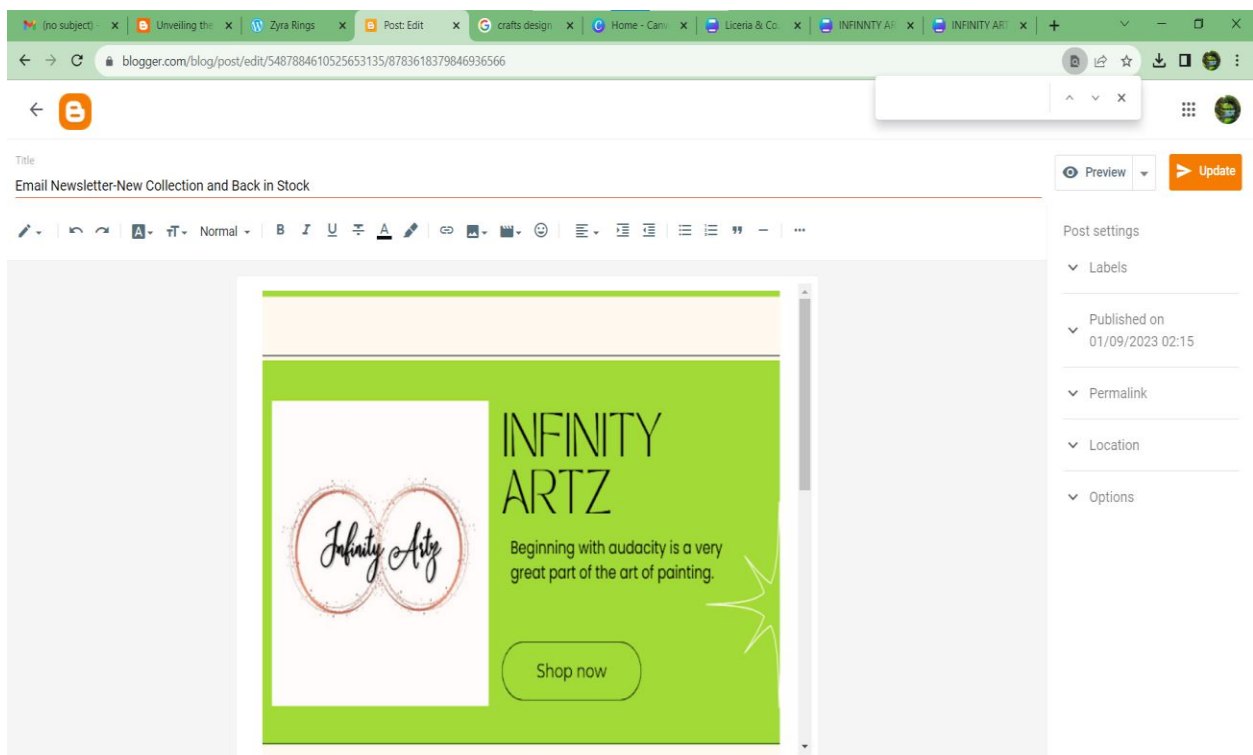 (no subject) -
Unveiling the
Zyra Rings
Post: Edit
crafts design
Home - Canv
Liceria & Co.
INFINNTY AR
INFINITY ART
blogger.com/blog/post/edit/5487884610525653135/8783618379846936566
Title
Email Newsletter-New Collection and Back in Stock
Preview
Update
Normal
Post settings
Labels
Published on
01/09/2023 02:15
Permalink
Location
Options
INFINITY
ARTZ
Infinity Artz
Beginning with audacity is a very
great part of the art of painting.
Shop now